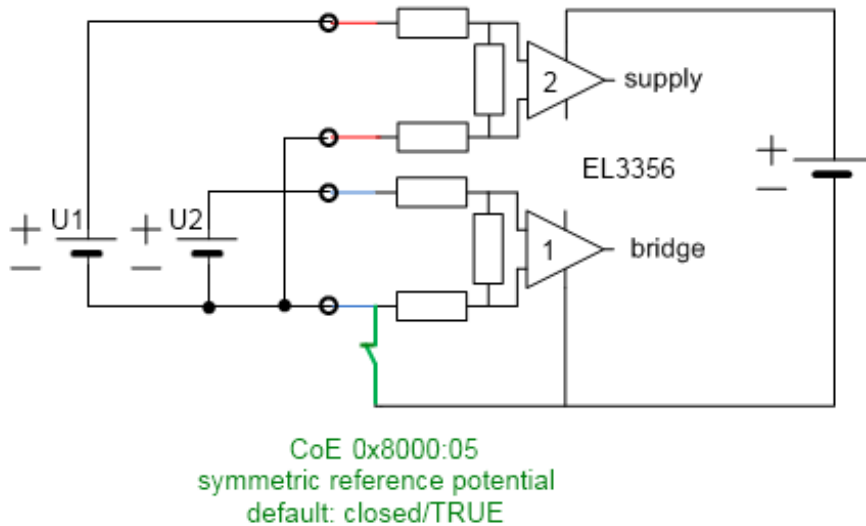 2
supply
+
−
EL3356
+
−
U1
+
−
U2
1
bridge
CoE 0x8000:05
symmetric reference potential
default: closed/TRUE